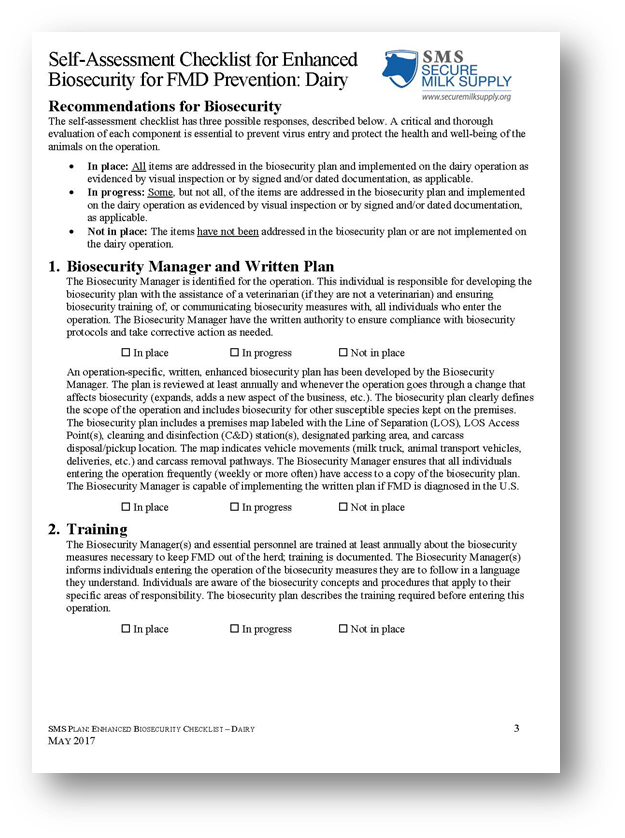 Self-Assessment Checklist for Enhanced
Biosecurity for FMD Prevention: Dairy
SMS
SECURE
MILK SUPPLY
www.securemilksupply.org
Recommendations for Biosecurity
The self-assessment checklist has three possible responses, described below. A critical and thorough
evaluation of each component is essential to prevent virus entry and protect the health and well-being of the
animals on the operation.
• In place: All items are addressed in the biosecurity plan and implemented on the dairy operation as
evidenced by visual inspection or by signed and/or dated documentation, as applicable.
• In progress: Some, but not all, of the items are addressed in the biosecurity plan and implemented
on the dairy operation as evidenced by visual inspection or by signed and/or dated documentation,
as applicable.
• Not in place: The items have not been addressed in the biosecurity plan or are not implemented on
the dairy operation.
1. Biosecurity Manager and Written Plan
The Biosecurity Manager is identified for the operation. This individual is responsible for developing the
biosecurity plan with the assistance of a veterinarian (if they are not a veterinarian) and ensuring
biosecurity training of, or communicating biosecurity measures with, all individuals who enter the
operation. The Biosecurity Manager have the written authority to ensure compliance with biosecurity
protocols and take corrective action as needed.
☐ In place ☐ In progress ☐ Not in place
An operation-specific, written, enhanced biosecurity plan has been developed by the Biosecurity
Manager. The plan is reviewed at least annually and whenever the operation goes through a change that
affects biosecurity (expands, adds a new aspect of the business, etc.). The biosecurity plan clearly defines
the scope of the operation and includes biosecurity for other susceptible species kept on the premises.
The biosecurity plan includes a premises map labeled with the Line of Separation (LOS), LOS Access
Point(s), cleaning and disinfection (C&D) station(s), designated parking area, and carcass
disposal/pickup location. The map indicates vehicle movements (milk truck, animal transport vehicles,
deliveries, etc.) and carcass removal pathways. The Biosecurity Manager ensures that all individuals
entering the operation frequently (weekly or more often) have access to a copy of the biosecurity plan.
The Biosecurity Manager is capable of implementing the written plan if FMD is diagnosed in the U.S.
☐ In place ☐ In progress ☐ Not in place
2. Training
The Biosecurity Manager(s) and essential personnel are trained at least annually about the biosecurity
measures necessary to keep FMD out of the herd; training is documented. The Biosecurity Manager(s)
informs individuals entering the operation of the biosecurity measures they are to follow in a language
they understand. Individuals are aware of the biosecurity concepts and procedures that apply to their
specific areas of responsibility. The biosecurity plan describes the training required before entering this
operation.
☐ In place ☐ In progress ☐ Not in place
SMS PLAN: ENHANCED BIOSECURITY CHECKLIST – DAIRY 3
MAY 2017